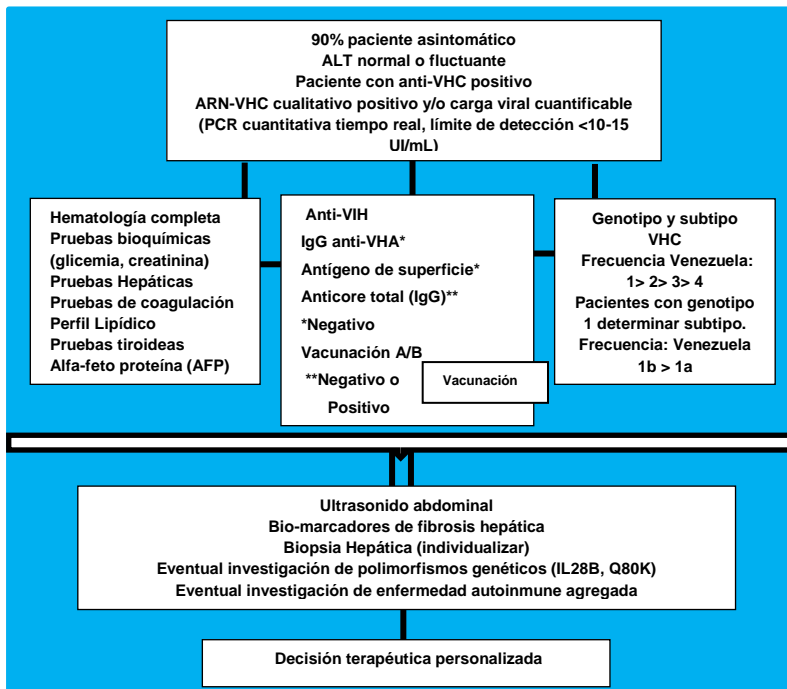 90% paciente asintomático
ALT normal o fluctuante
Paciente con anti-VHC positivo
ARN-VHC cualitativo positivo y/o carga viral cuantificable
(PCR cuantitativa tiempo real, límite de detección <10-15
UI/mL)
Hematología completa
Pruebas bioquímicas
(glicemia, creatinina)
Pruebas Hepáticas
Pruebas de coagulación
Perfil Lipídico
Pruebas tiroideas
Alfa-feto proteína (AFP)
Anti-VIH
IgG anti-VHA*
Antígeno de superficie*
Anticore total (IgG)**
*Negativo
Vacunación A/B
**Negativo o
Positivo
Vacunación
Genotipo y subtipo
VHC
Frecuencia Venezuela:
1> 2> 3> 4
Pacientes con genotipo
1 determinar subtipo.
Frecuencia: Venezuela
1b > 1a
Ultrasonido abdominal
Bio-marcadores de fibrosis hepática
Biopsia Hepática (individualizar)
Eventual investigación de polimorfismos genéticos (IL28B, Q80K)
Eventual investigación de enfermedad autoinmune agregada
Decisión terapéutica personalizada